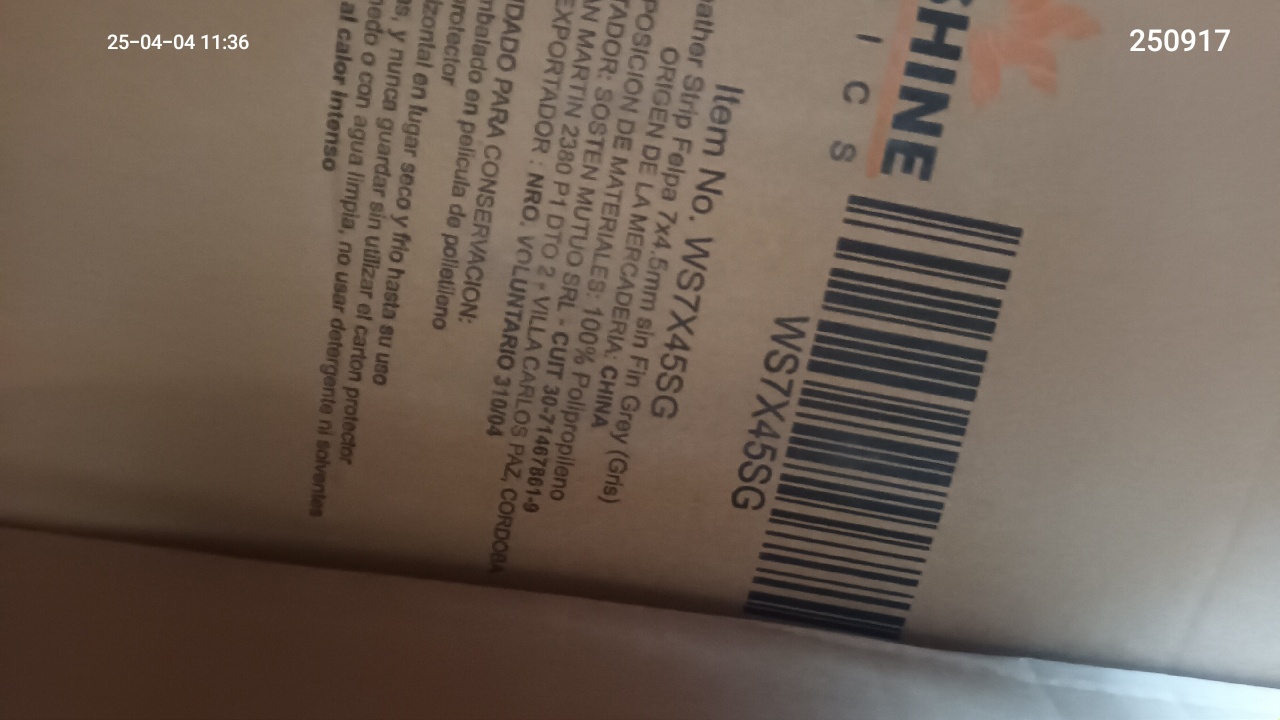 25-04-04 11:36
250917
SHINE
I C S
WS7X45SG
Item No. WS7X45SG
ather Strip Felpa 7x4.5mm sin Fin Grey (Gris)
ORIGEN DE LA MERCADERIA: CHINA
POSICION DE MATERIALES: 100% Polipropileno
TADOR: SOSTEN MUTUO SRL - CUIT 30-71467861-9
AN MARTIN 2380 P1 DTO 2 - VILLA CARLOS PAZ, CORDOBA
EXPORTADOR : NRO. VOLUNTARIO 310/04
IDADO PARA CONSERVACION:
mbalado en pelicula de polietileno
protector
izontal en lugar seco y frio hasta su uso
as, y nunca guardar sin utilizar el carton protector
nedo o con agua limpia, no usar detergente ni solventes
al calor intenso